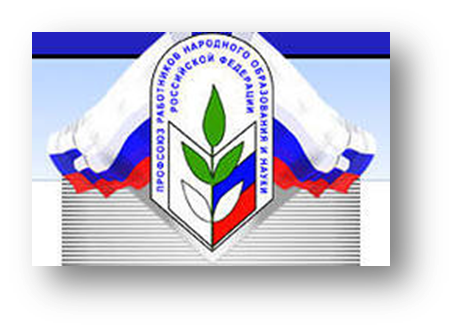 ПРОФСОЮЗ РАБОТНИКОВ НАРОДНОГО ОБРАЗОВАНИЯ И НАУКИ
РОССИЙСКОЙ ФЕДЕРАЦИИ